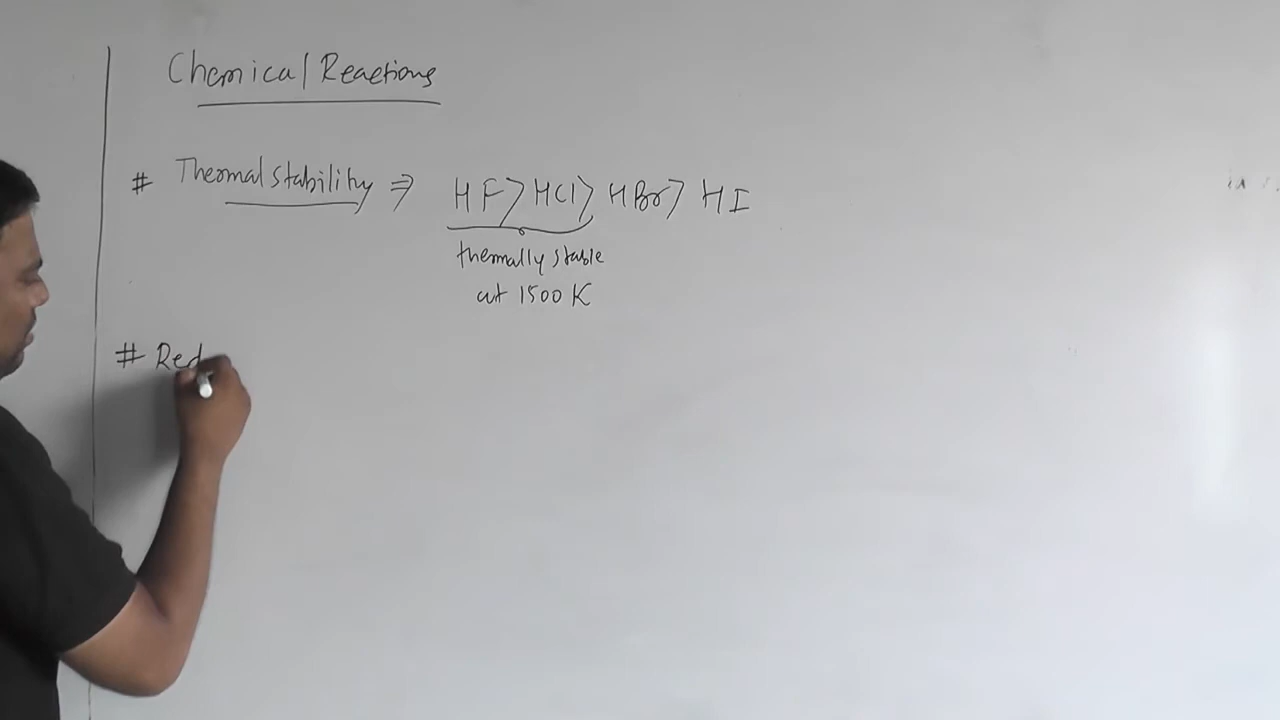 Chemical Reactions
# Thermal stability ⇒ HF > HCl > HBr > HI
thermally stable
at 1500 K
# Red